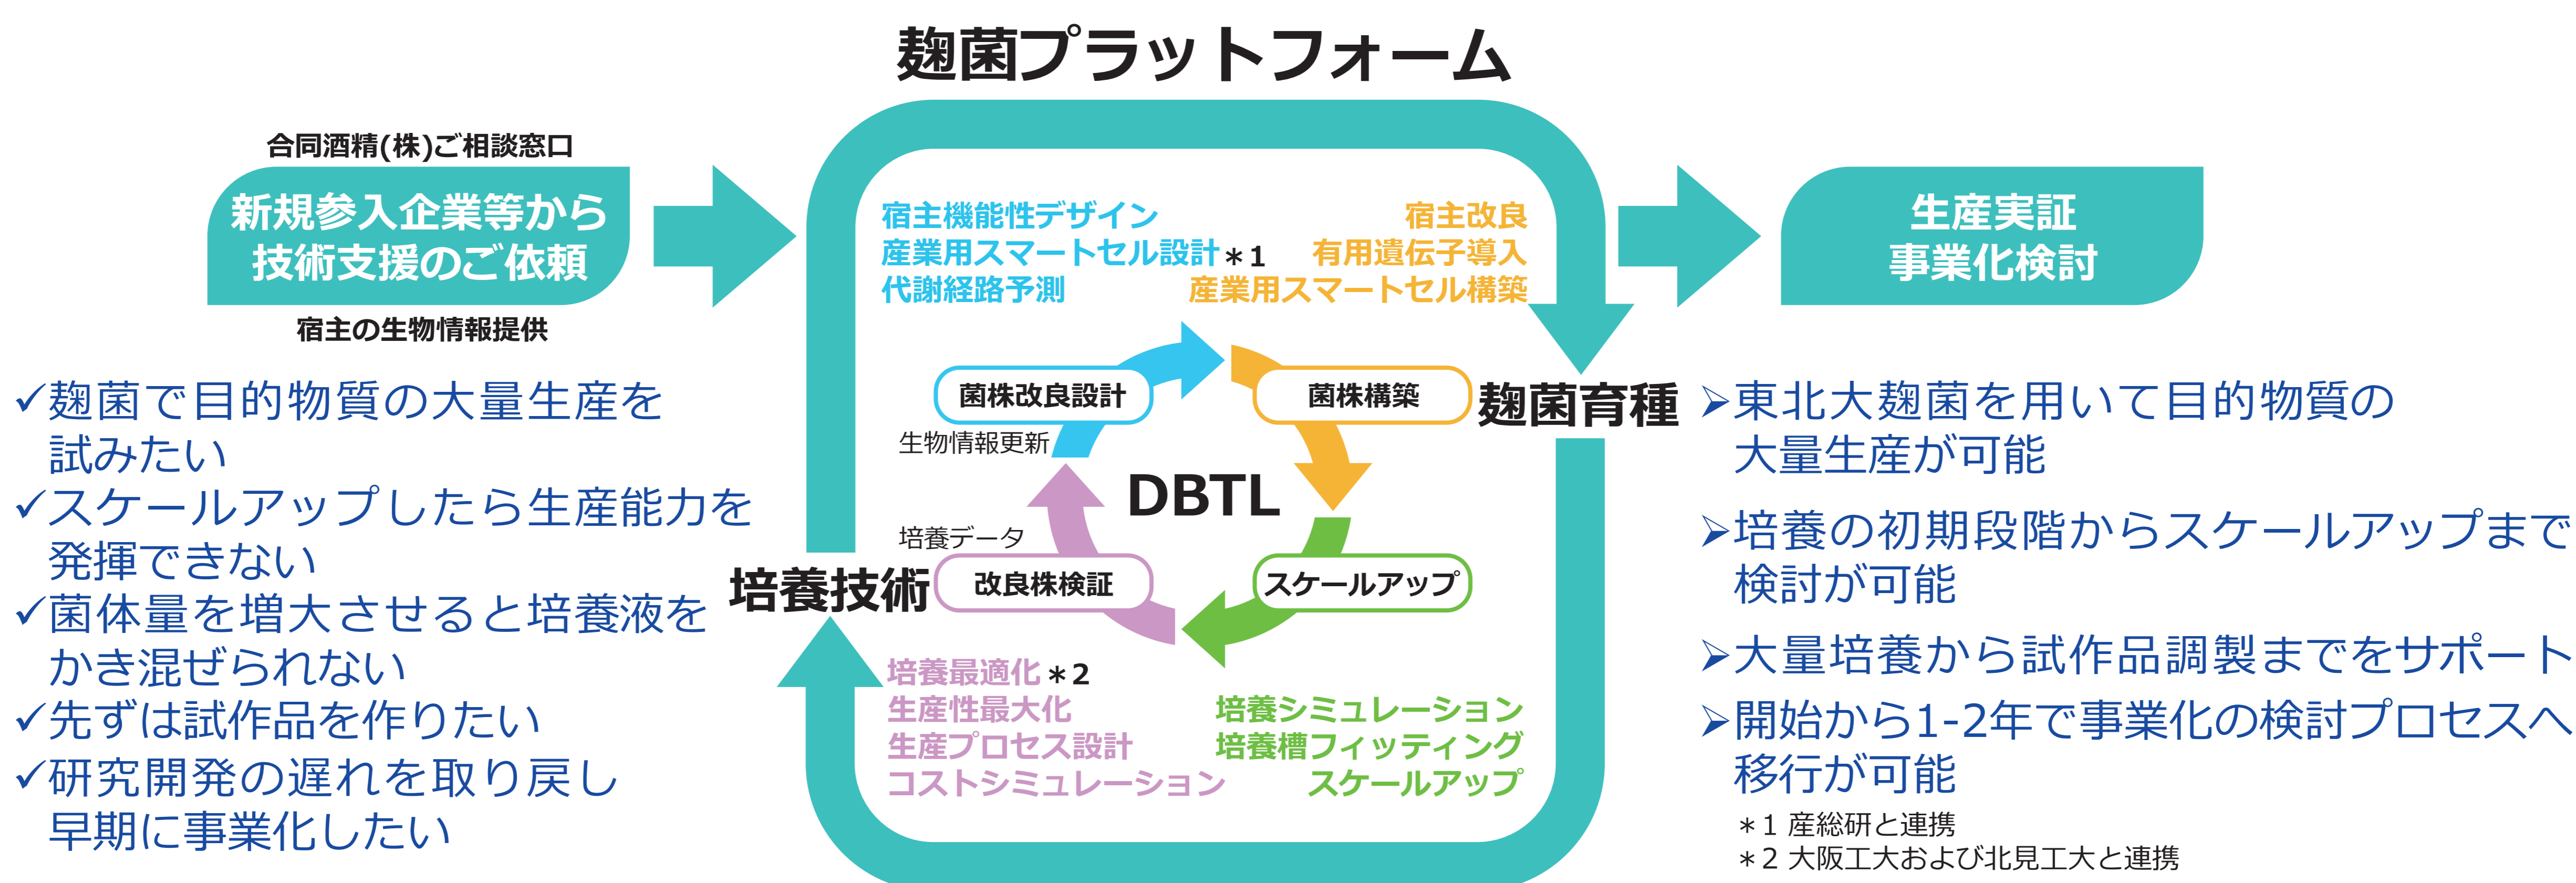 麹菌プラットフォーム
合同酒精(株)ご相談窓口
新規参入企業等から
技術支援のご依頼
宿主の生物情報提供
✓麹菌で目的物質の大量生産を
試みたい
✓スケールアップしたら生産能力を
発揮できない
✓菌体量を増大させると培養液を
かき混ぜられない
✓先ずは試作品を作りたい
✓研究開発の遅れを取り戻し
早期に事業化したい
宿主機能性デザイン
産業用スマートセル設計＊1
代謝経路予測
宿主改良
有用遺伝子導入
産業用スマートセル構築
菌株改良設計
菌株構築
麹菌育種
生物情報更新
DBTL
培養データ
培養技術
改良株検証
スケールアップ
培養最適化＊2
生産性最大化
生産プロセス設計
コストシミュレーション
培養シミュレーション
培養槽フィッティング
スケールアップ
生産実証
事業化検討
➢東北大麹菌を用いて目的物質の
大量生産が可能
➢培養の初期段階からスケールアップまで
検討が可能
➢大量培養から試作品調製までをサポート
➢開始から1-2年で事業化の検討プロセスへ
移行が可能
＊1 産総研と連携
＊2 大阪工大および北見工大と連携